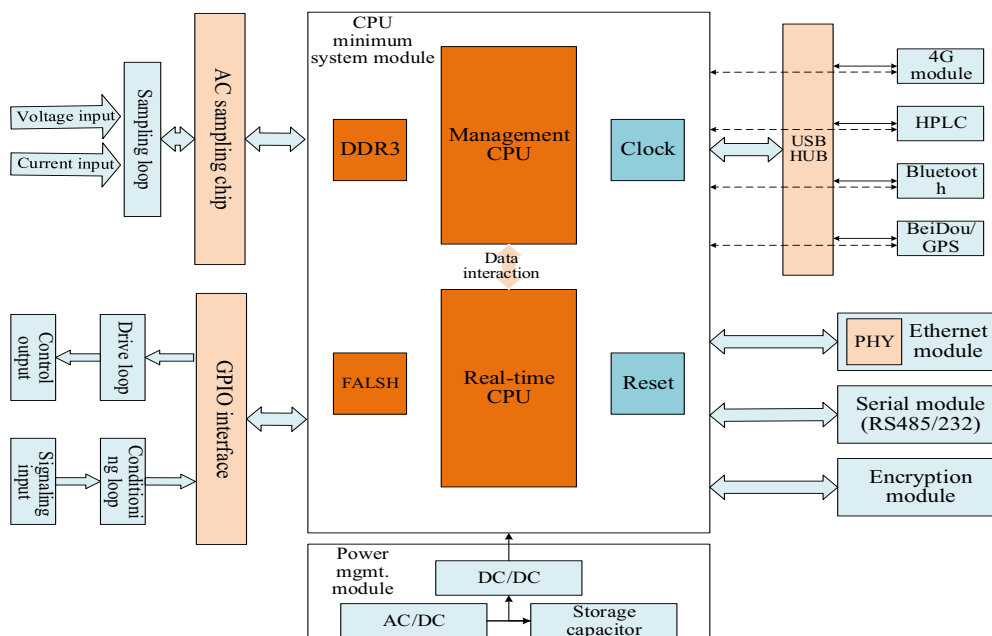 Voltage input
Current input
Sampling loop
AC sampling chip
CPU
minimum
system module
DDR3
Management
CPU
Clock
Data
interaction
FALSH
Real-time
CPU
Reset
USB
HUB
4G
module
HPLC
Bluetoot
h
BeiDou/
GPS
Control
output
Drive loop
Signaling
input
Conditioni
ng loop
GPIO interface
PHY
Ethernet
module
Serial module
(RS485/232)
Encryption
module
Power
mgmt.
module
DC/DC
AC/DC
Storage
capacitor